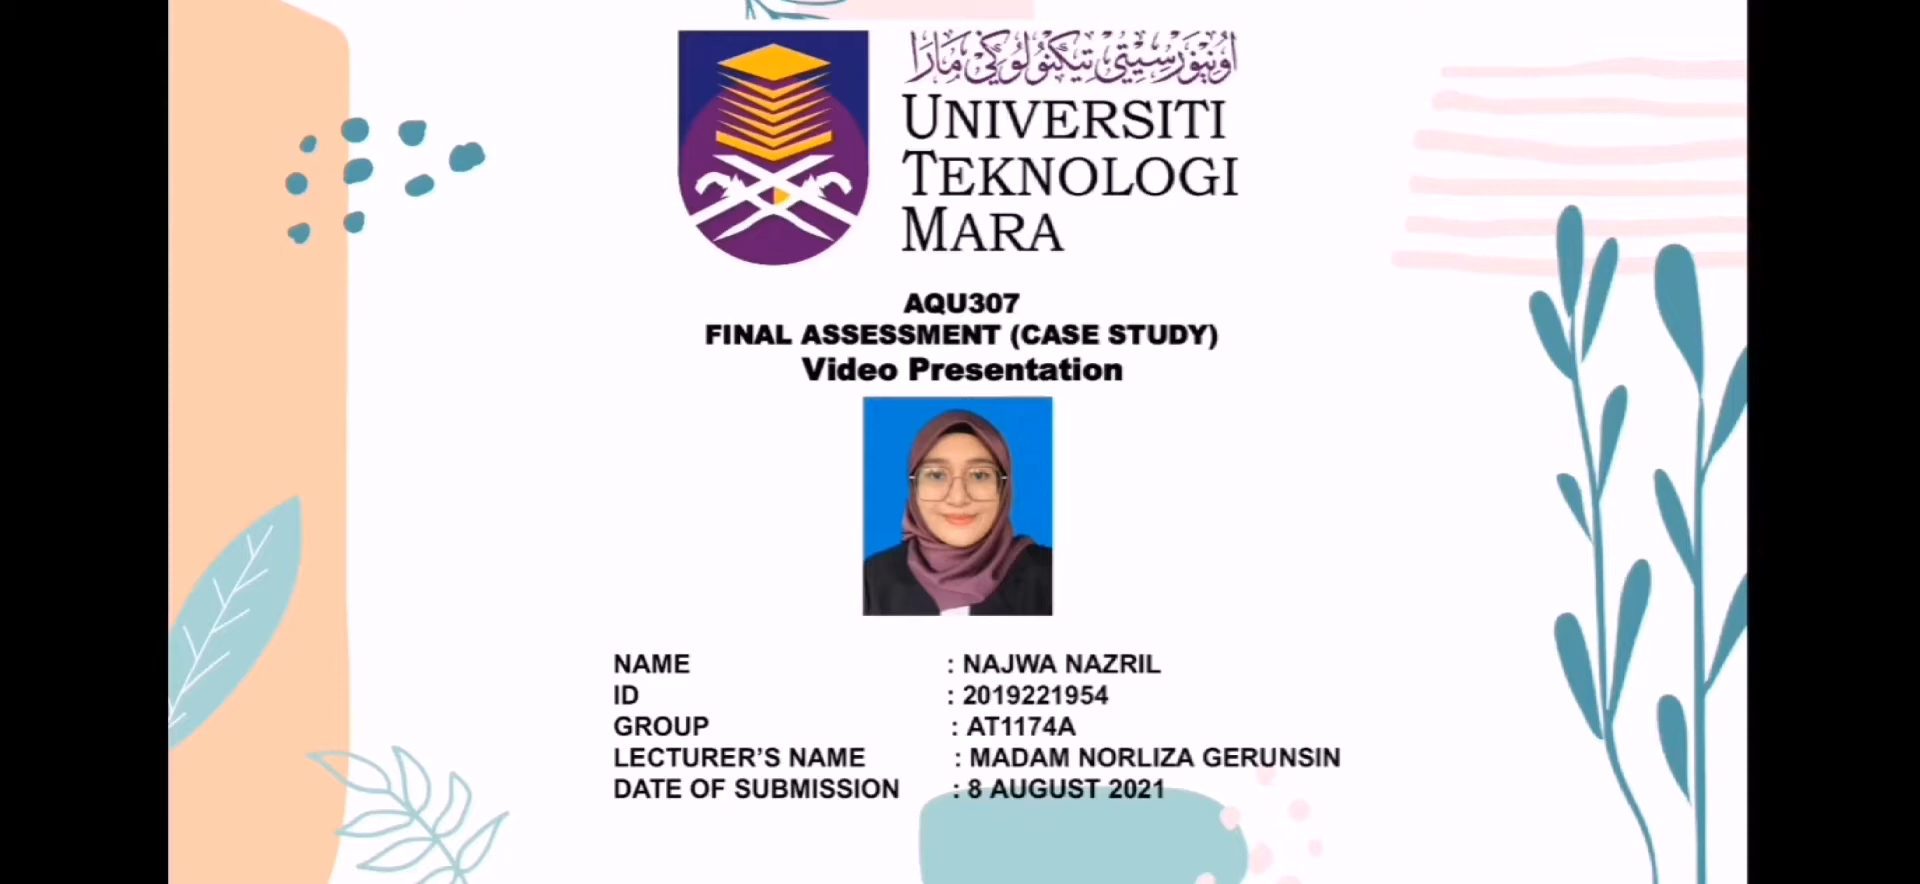 اونيۏرسيتي تيكنولوݢي مارا
UNIVERSITI
TEKNOLOGI
MARA
AQU307
FINAL ASSESSMENT (CASE STUDY)
Video Presentation
NAME : NAJWA NAZRIL
ID : 2019221954
GROUP : AT1174A
LECTURER'S NAME : MADAM NORLIZA GERUNSIN
DATE OF SUBMISSION : 8 AUGUST 2021